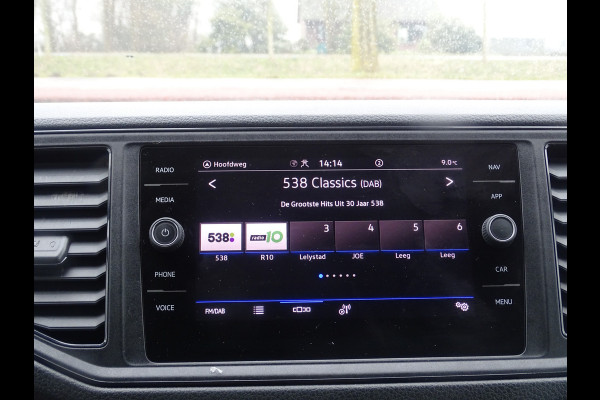 RADIO
Hoofdweg 14:14 2 9.0°C
NAV
< 538 Classics (DAB) >
MEDIA
APP
De Grootste Hits Uit 30 Jaar 538
538 radio 10 3 4 5 6
538 R10 Lelystad JOE Leeg Leeg
PHONE
CAR
VOICE
MENU
FM/DAB